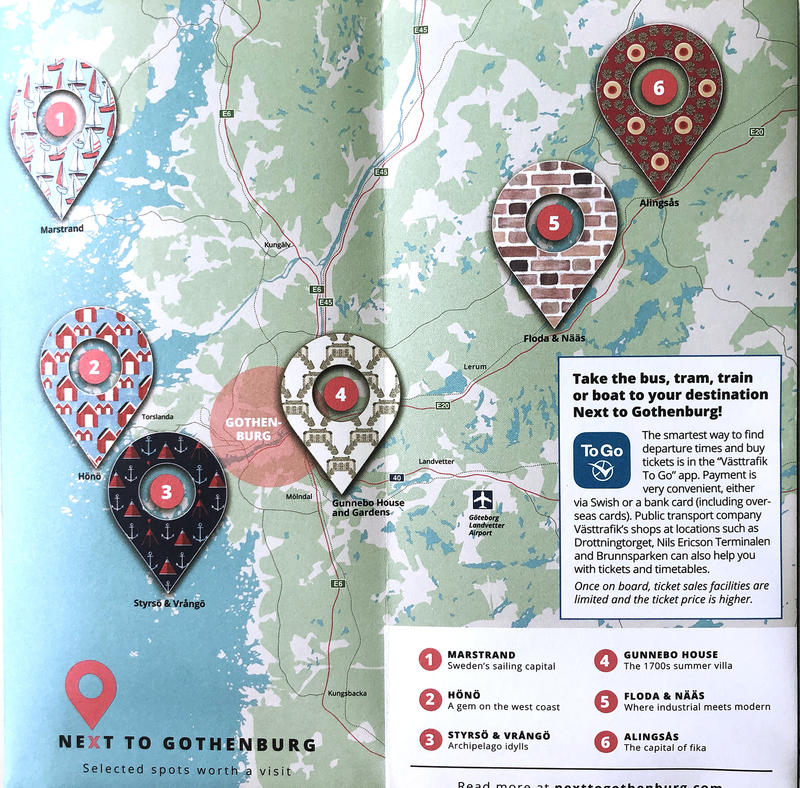 E45
6
1
E6
E20
E45
Alingsås
5
Marstrand
Kungälv
E6
E45
Floda & Nääs
2
Lerum
4
Take the bus, tram, train
or boat to your destination
Next to Gothenburg!
E20
Torslanda
GOTHEN-
BURG
To Go
The smartest way to find
departure times and buy
tickets is in the “Västtrafik
To Go” app. Payment is
very convenient, either
via Swish or a bank card (including over-
seas cards). Public transport company
Västtrafik’s shops at locations such as
Drottningtorget, Nils Ericson Terminalen
and Brunnsparken can also help you
with tickets and timetables.
Once on board, ticket sales facilities are
limited and the ticket price is higher.
Landvetter
40
Hönö
3
Mölndal
Gunnebo House
and Gardens
Göteborg
Landvetter
Airport
E6
Styrsö & Vrångö
Kungsbacka
NEXT TO GOTHENBURG
Selected spots worth a visit
1 MARSTRAND
Sweden’s sailing capital
2 HÖNÖ
A gem on the west coast
3 STYRSÖ & VRÅNGÖ
Archipelago idylls
4 GUNNEBO HOUSE
The 1700s summer villa
5 FLODA & NÄÄS
Where industrial meets modern
6 ALINGSÅS
The capital of fika
Read more at nexttogothenburg.com